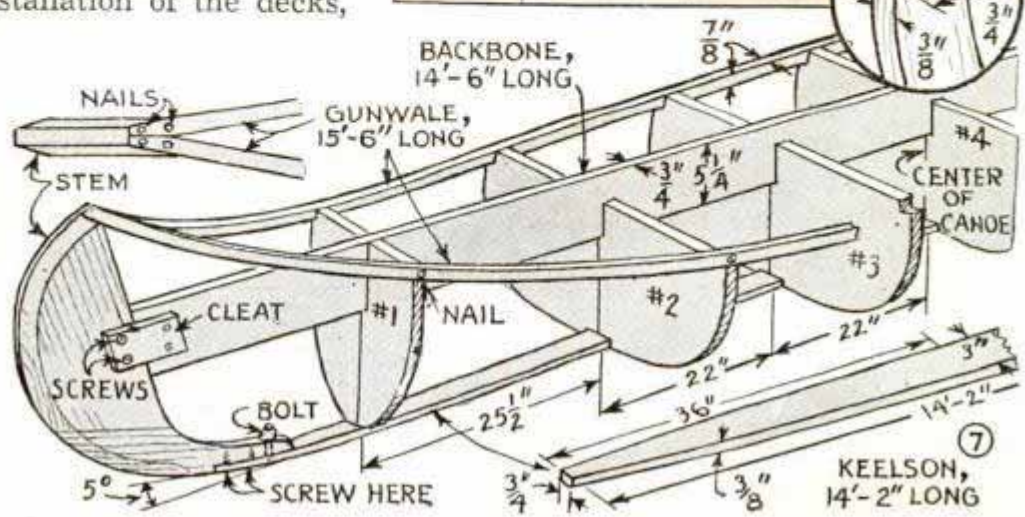 stallation of the decks,
3/8"
3/4"
7/8"
BACKBONE,
14'-6" LONG
NAILS
GUNWALE,
15'-6" LONG
#4
STEM
3/4"
5 1/4"
CENTER
OF
CANOE
#3
#2
#1
NAIL
CLEAT
SCREWS
BOLT
25 1/2"
22"
22"
36"
3"
14'-2"
5°
SCREW HERE
3/4"
3/8"
7
KEELSON,
14'-2" LONG